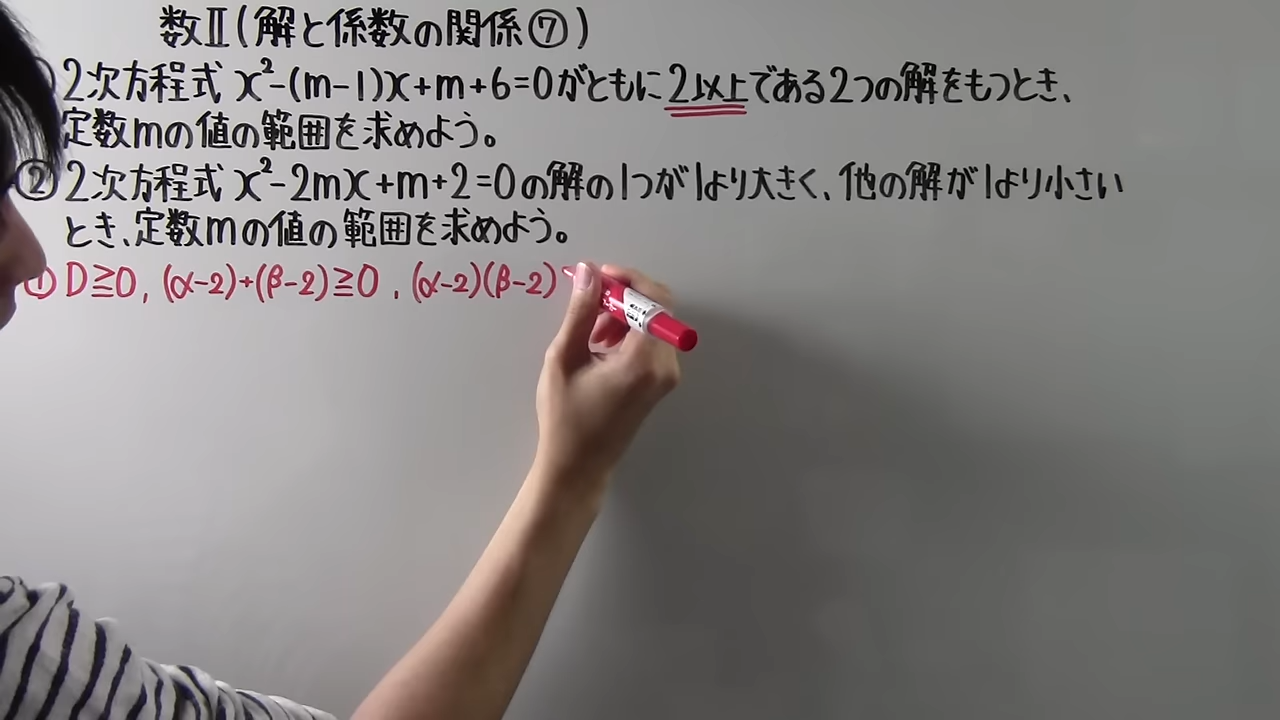 数Ⅱ(解と係数の関係⑦)
2次方程式 x²-(m-1)x+m+6=0がともに2以上である2つの解をもつとき、
定数mの値の範囲を求めよう。
②2次方程式 x²-2mx+m+2=0の解の1つが1より大きく、他の解が1より小さい
とき、定数mの値の範囲を求めよう。
① D≧0, (α-2)+(β-2)≧0, (α-2)(β-2)